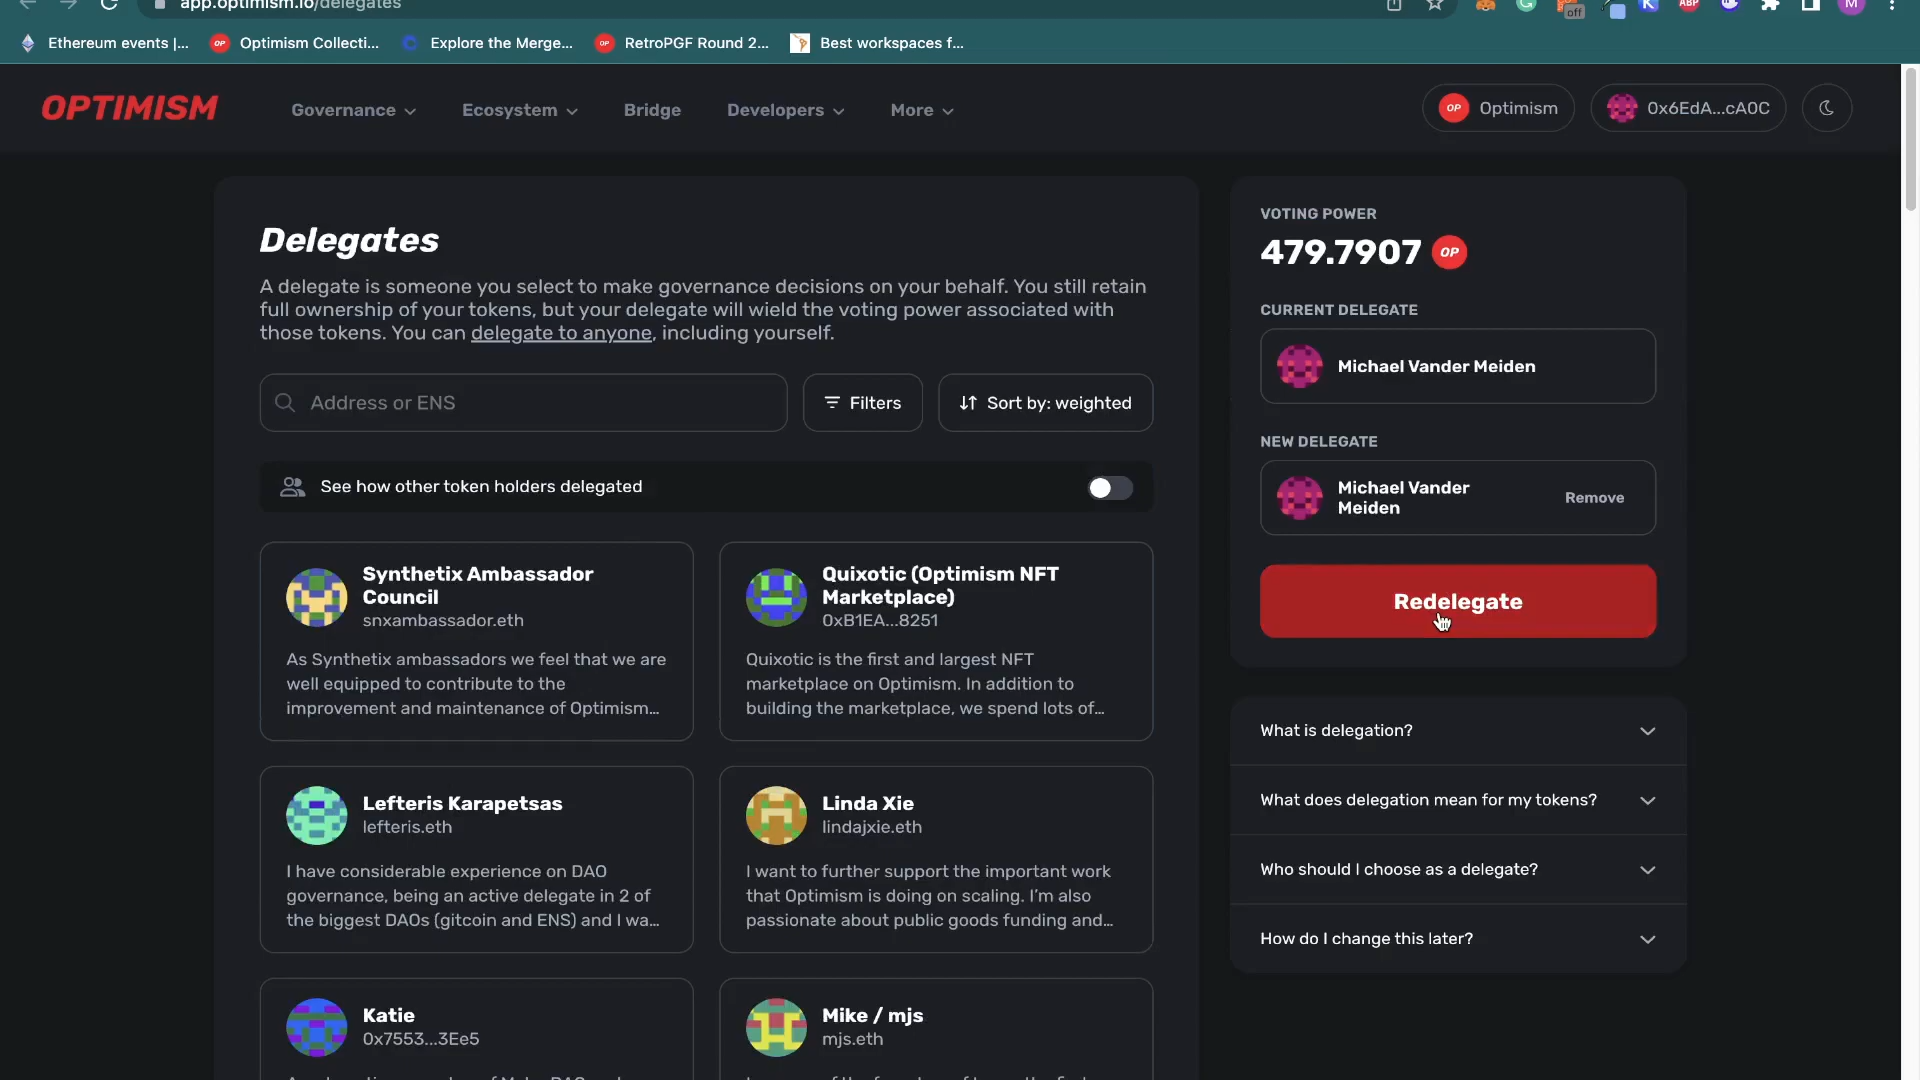 app.optimism.io/delegates
off
ABP
M
Ethereum events |...
OP Optimism Collecti...
Explore the Merge...
OP RetroPGF Round 2...
Best workspaces f...
OPTIMISM
Governance
Ecosystem
Bridge
Developers
More
OP Optimism
0x6EdA...cA0C
Delegates
A delegate is someone you select to make governance decisions on your behalf. You still retain
full ownership of your tokens, but your delegate will wield the voting power associated with
those tokens. You can delegate to anyone, including yourself.
Address or ENS
Filters
Sort by: weighted
See how other token holders delegated
Synthetix Ambassador
Council
snxambassador.eth
As Synthetix ambassadors we feel that we are
well equipped to contribute to the
improvement and maintenance of Optimism...
Quixotic (Optimism NFT
Marketplace)
0xB1EA...8251
Quixotic is the first and largest NFT
marketplace on Optimism. In addition to
building the marketplace, we spend lots of...
Lefteris Karapetsas
lefteris.eth
I have considerable experience on DAO
governance, being an active delegate in 2 of
the biggest DAOs (gitcoin and ENS) and I wa...
Linda Xie
lindajxie.eth
I want to further support the important work
that Optimism is doing on scaling. I'm also
passionate about public goods funding and...
Katie
0x7553...3Ee5
Mike / mjs
mjs.eth
VOTING POWER
479.7907 OP
CURRENT DELEGATE
Michael Vander Meiden
NEW DELEGATE
Michael Vander
Meiden
Remove
Redelegate
What is delegation?
What does delegation mean for my tokens?
Who should I choose as a delegate?
How do I change this later?